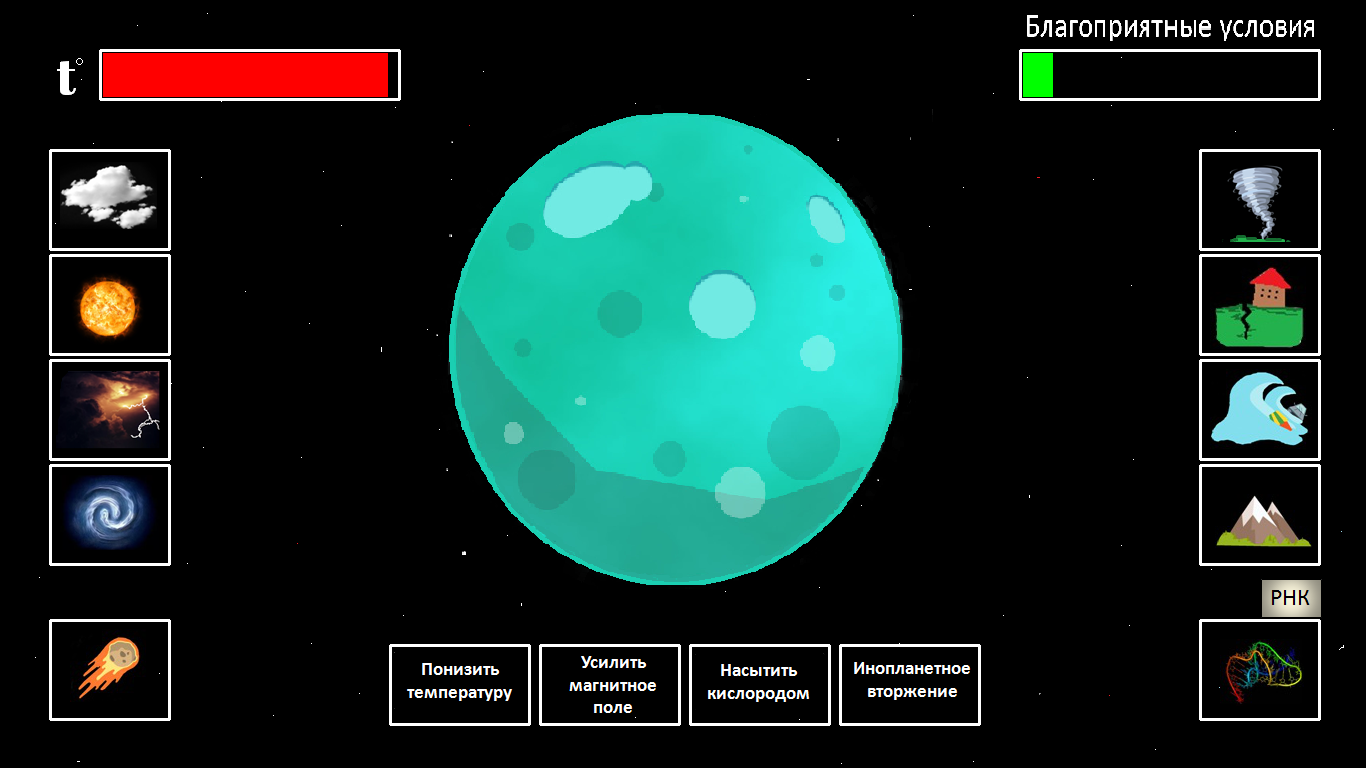 Благоприятные условия
t°
РНК
Понизить
температуру
Усилить
магнитное
поле
Насытить
кислородом
Инопланетное
вторжение